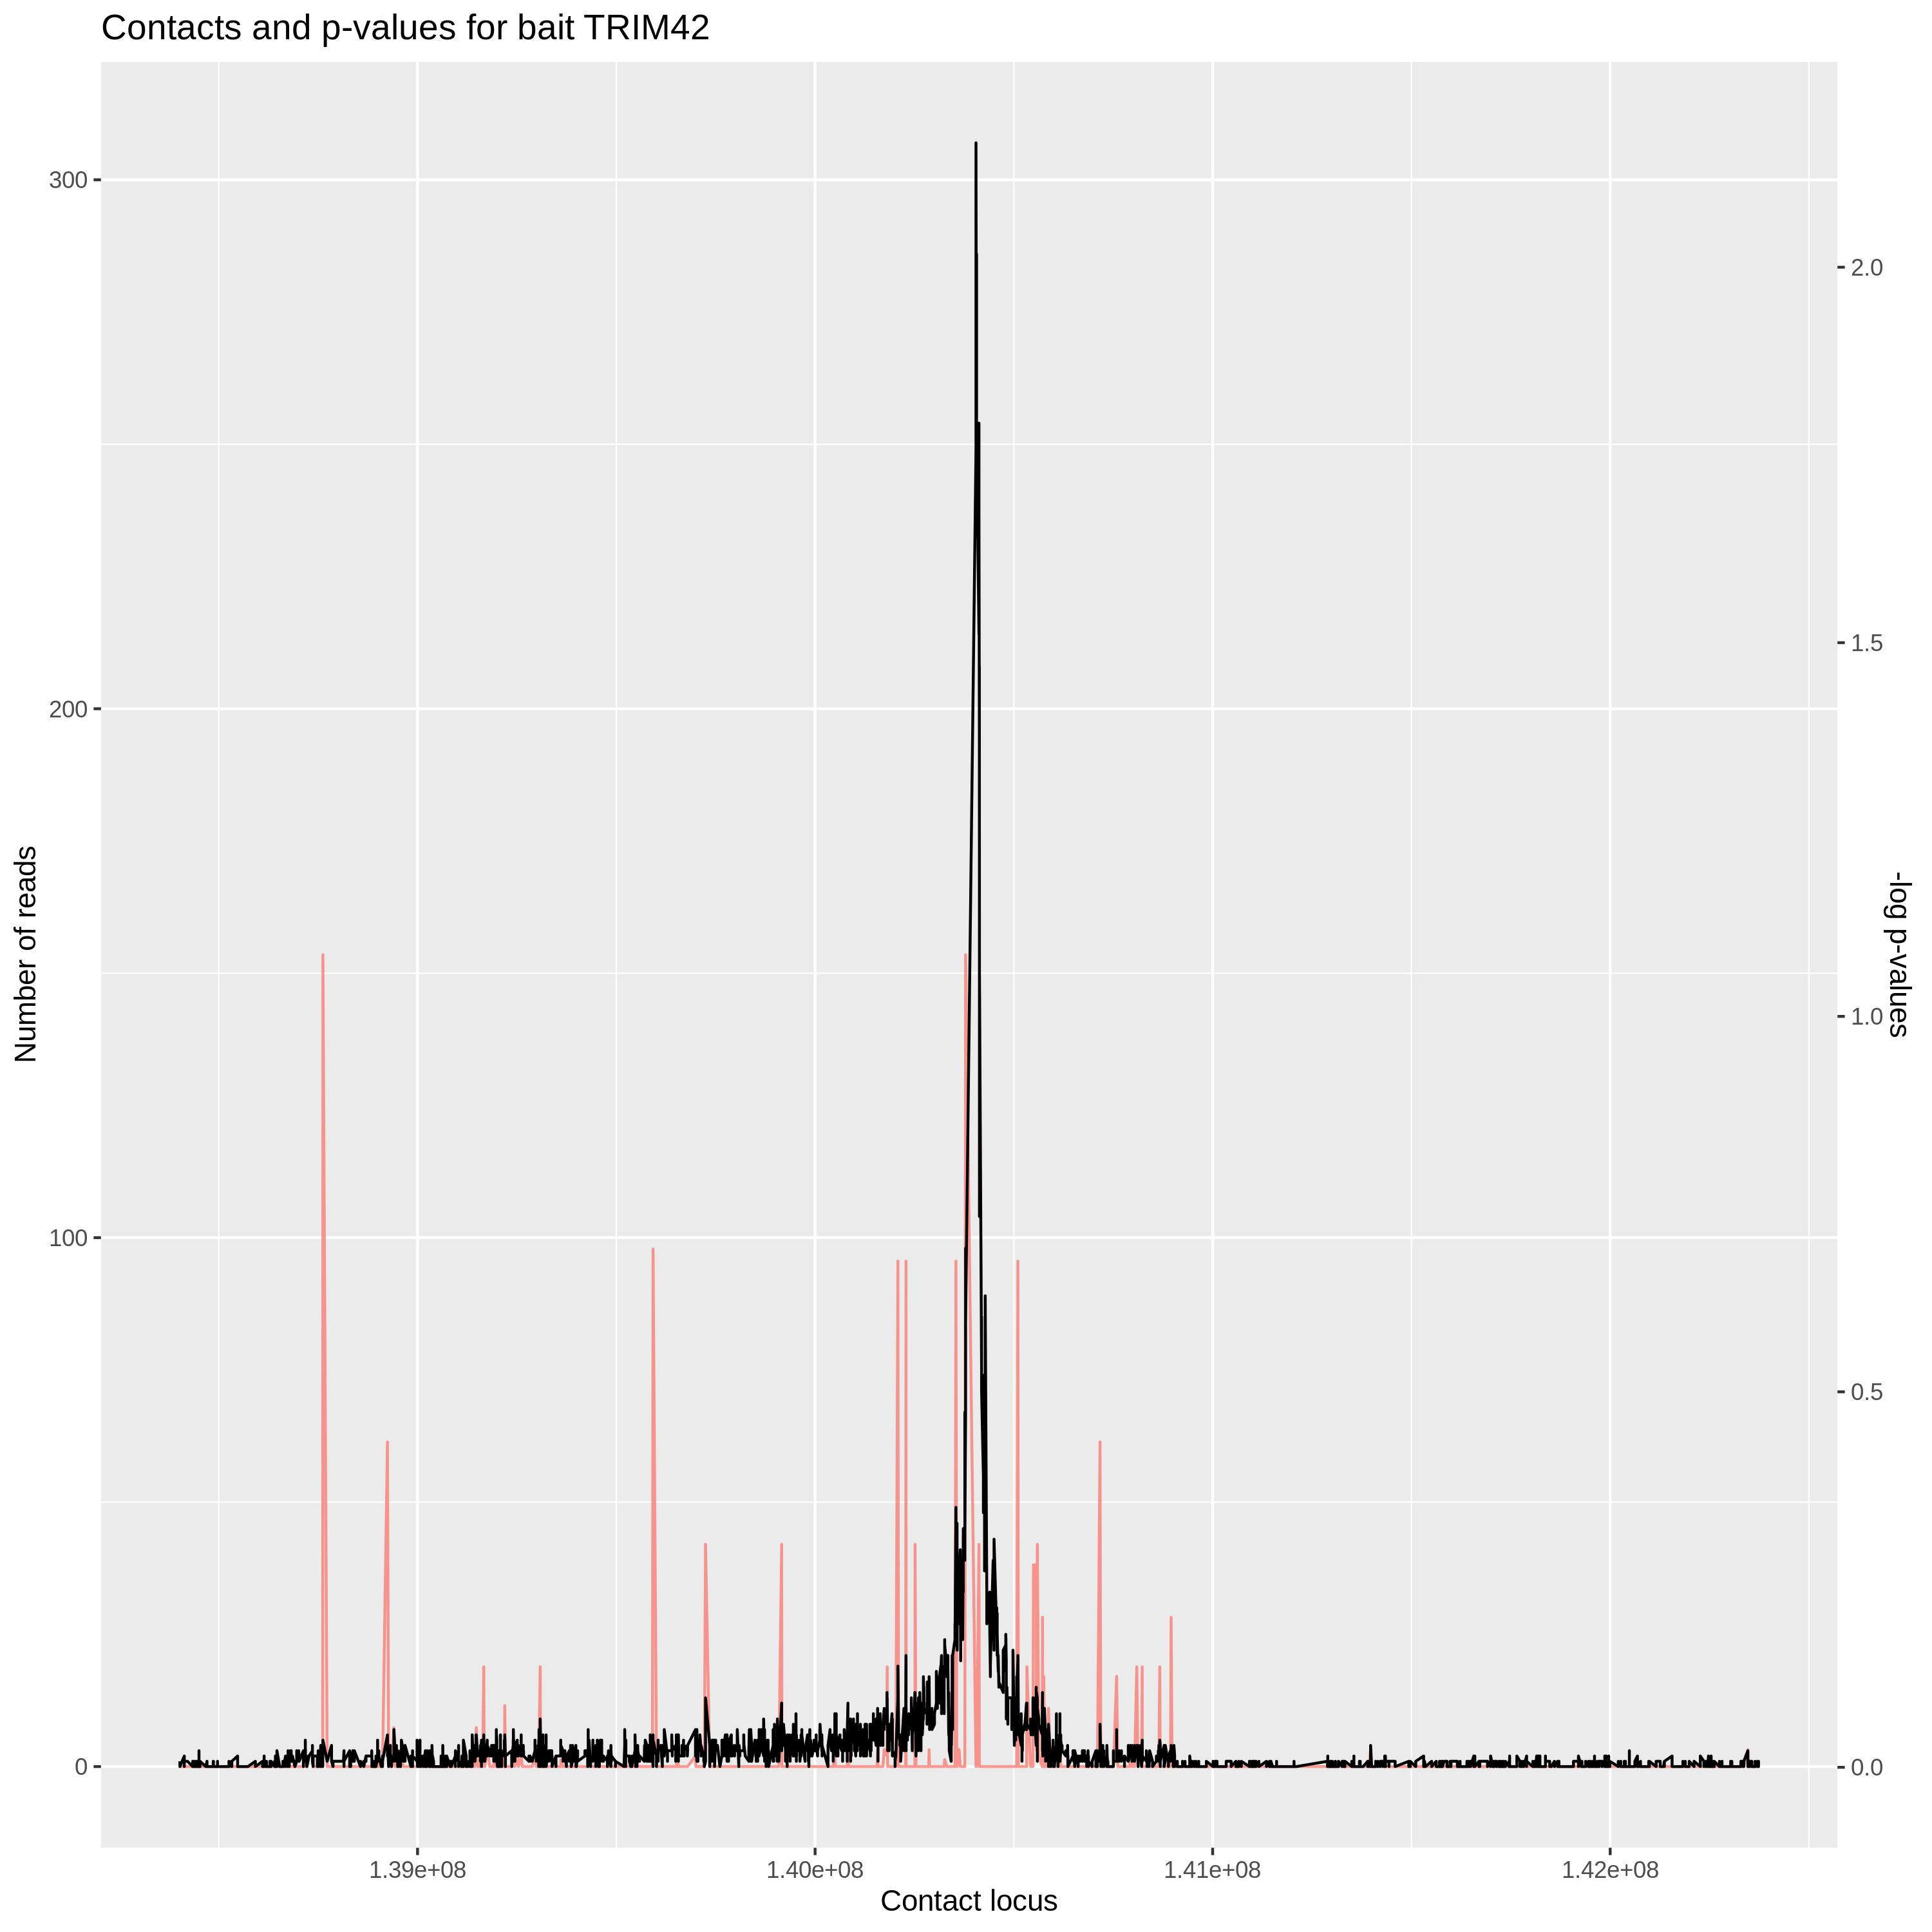 Contacts and p-values for bait TRIM42
300
200
100
0
Number of reads
2.0
1.5
1.0
0.5
0.0
-log p-values
1.39e+08
1.40e+08
1.41e+08
1.42e+08
Contact locus